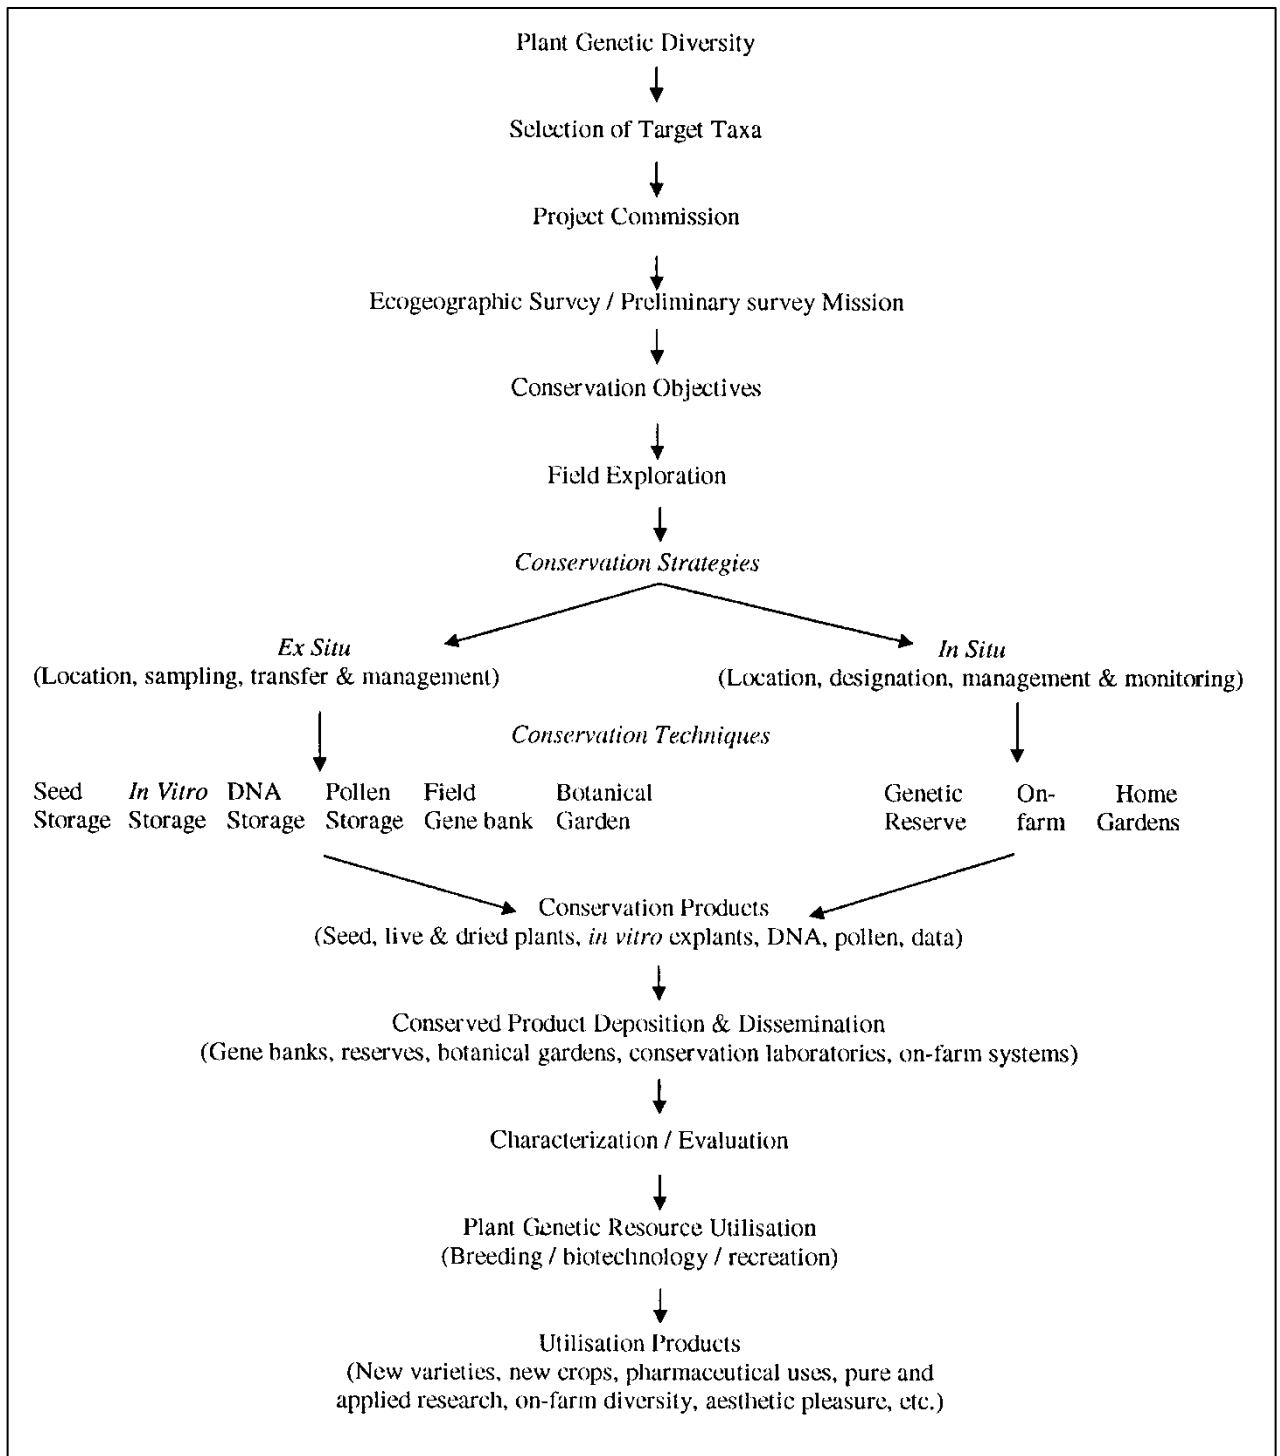 Plant Genetic Diversity
Selection of Target Taxa
Project Commission
Ecogeographic Survey / Preliminary survey Mission
Conservation Objectives
Field Exploration
Conservation Strategies
Ex Situ
(Location, sampling, transfer & management)
In Situ
(Location, designation, management & monitoring)
Conservation Techniques
Seed
Storage
In Vitro
Storage
DNA
Storage
Pollen
Storage
Field
Gene bank
Botanical
Garden
Genetic
Reserve
On-
farm
Home
Gardens
Conservation Products
(Seed, live & dried plants, in vitro explants, DNA, pollen, data)
Conserved Product Deposition & Dissemination
(Gene banks, reserves, botanical gardens, conservation laboratories, on-farm systems)
Characterization / Evaluation
Plant Genetic Resource Utilisation
(Breeding / biotechnology / recreation)
Utilisation Products
(New varieties, new crops, pharmaceutical uses, pure and
applied research, on-farm diversity, aesthetic pleasure, etc.)